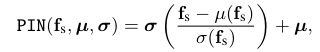 PIN(f_s, μ, σ) = σ ( (f_s − μ(f_s)) / σ(f_s) ) + μ,